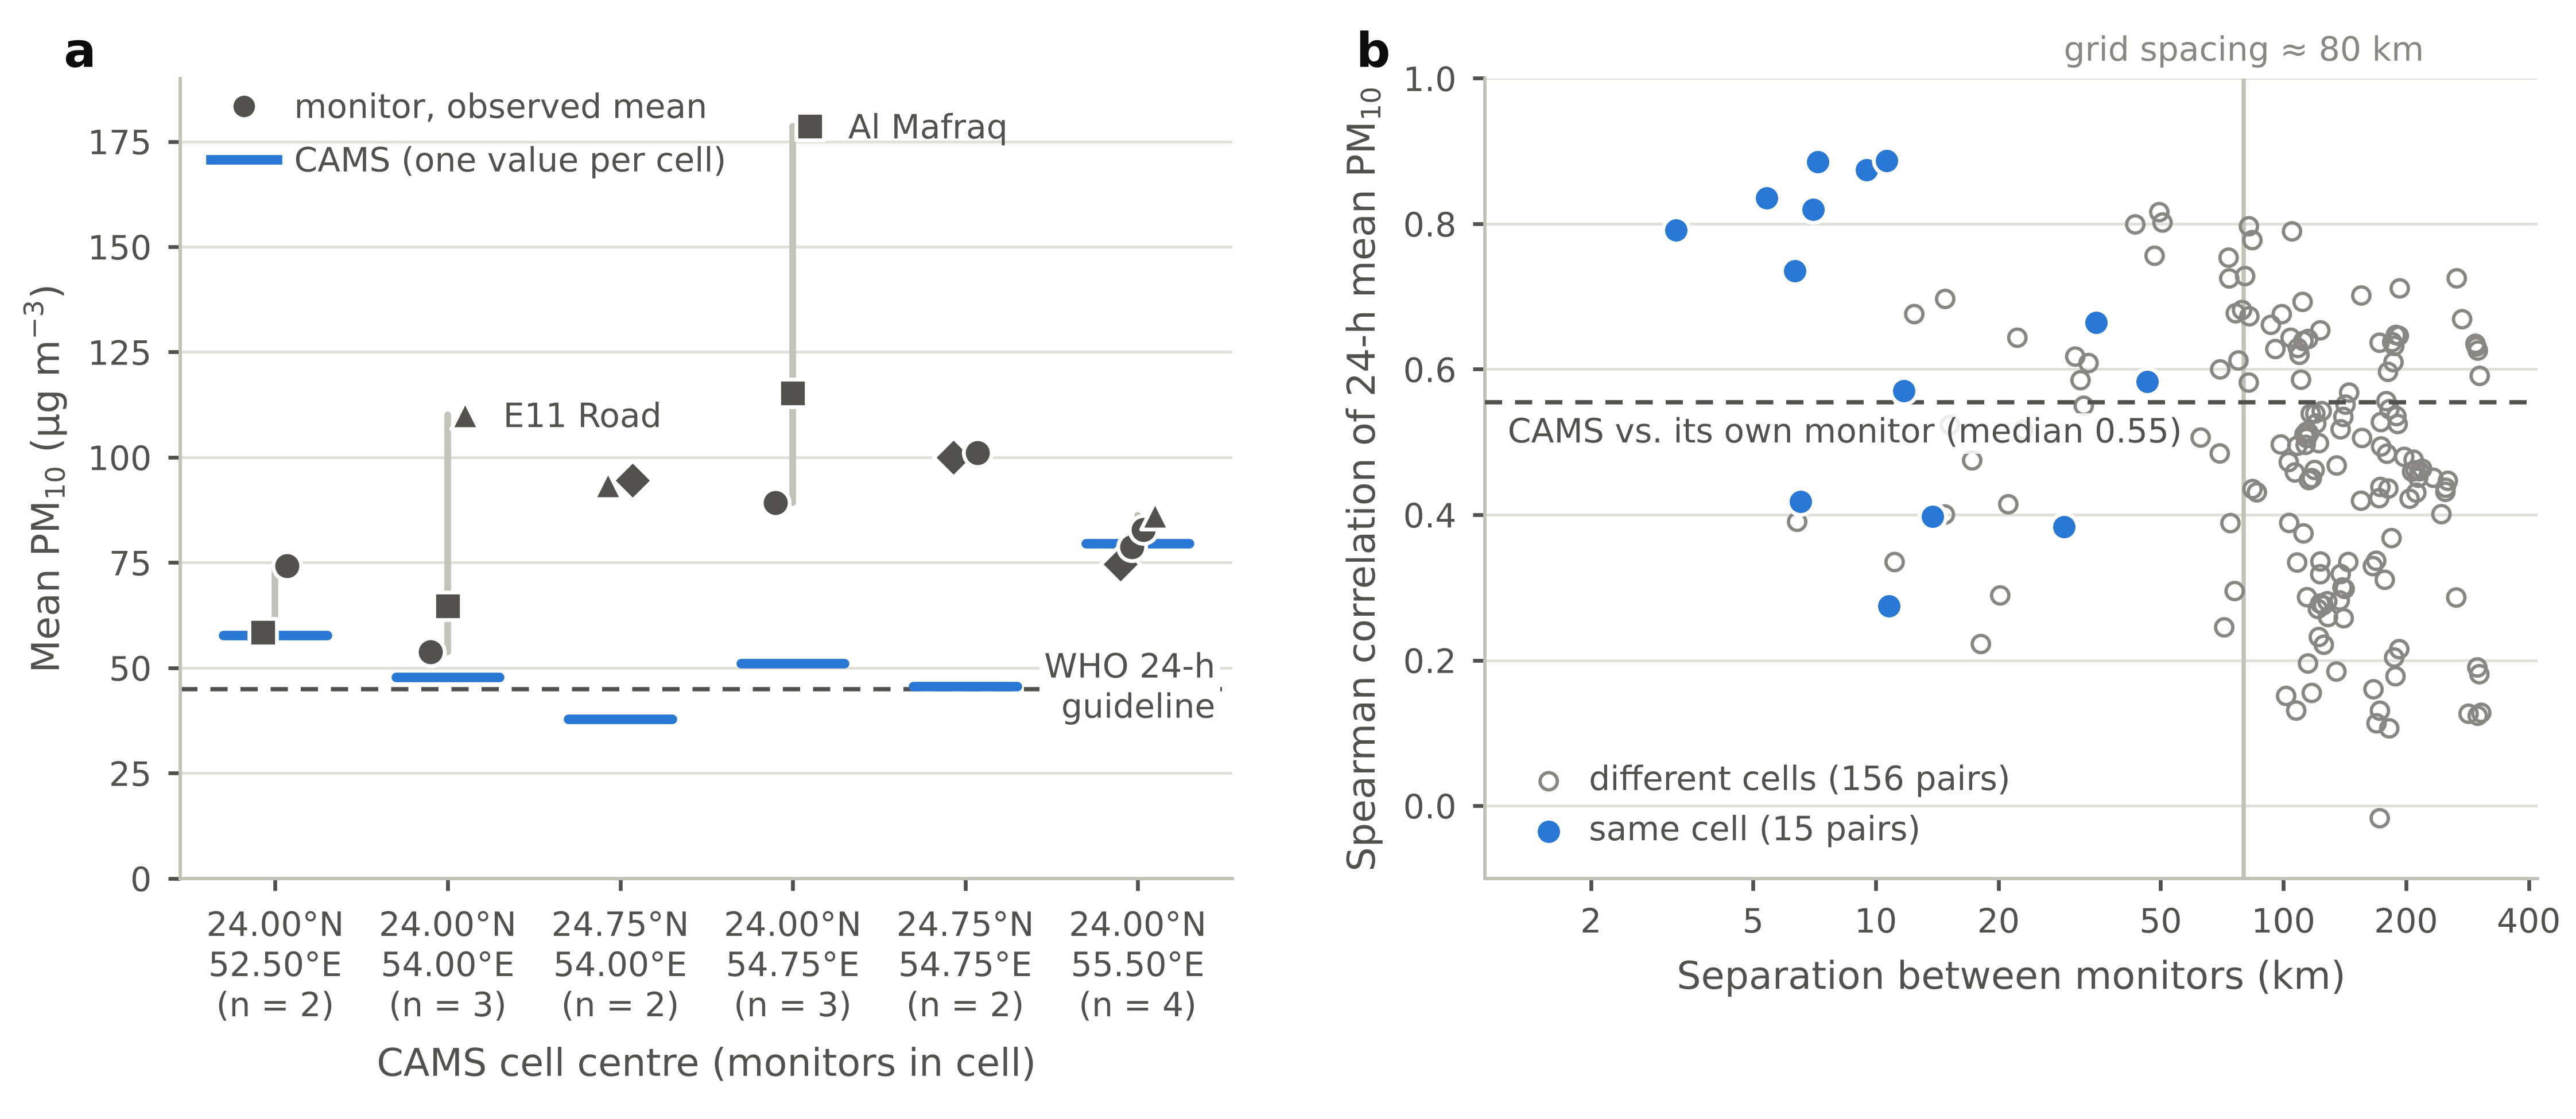 a
monitor, observed mean
CAMS (one value per cell)
Al Mafraq
E11 Road
WHO 24-h
guideline
Mean PM₁₀ (µg m⁻³)
175
150
125
100
75
50
25
0
24.00°N 24.00°N 24.75°N 24.00°N 24.75°N 24.00°N
52.50°E 54.00°E 54.00°E 54.75°E 54.75°E 55.50°E
(n = 2) (n = 3) (n = 2) (n = 3) (n = 2) (n = 4)
CAMS cell centre (monitors in cell)
b
grid spacing ≈ 80 km
Spearman correlation of 24-h mean PM₁₀
1.0
0.8
0.6
0.4
0.2
0.0
CAMS vs. its own monitor (median 0.55)
different cells (156 pairs)
same cell (15 pairs)
2 5 10 20 50 100 200 400
Separation between monitors (km)